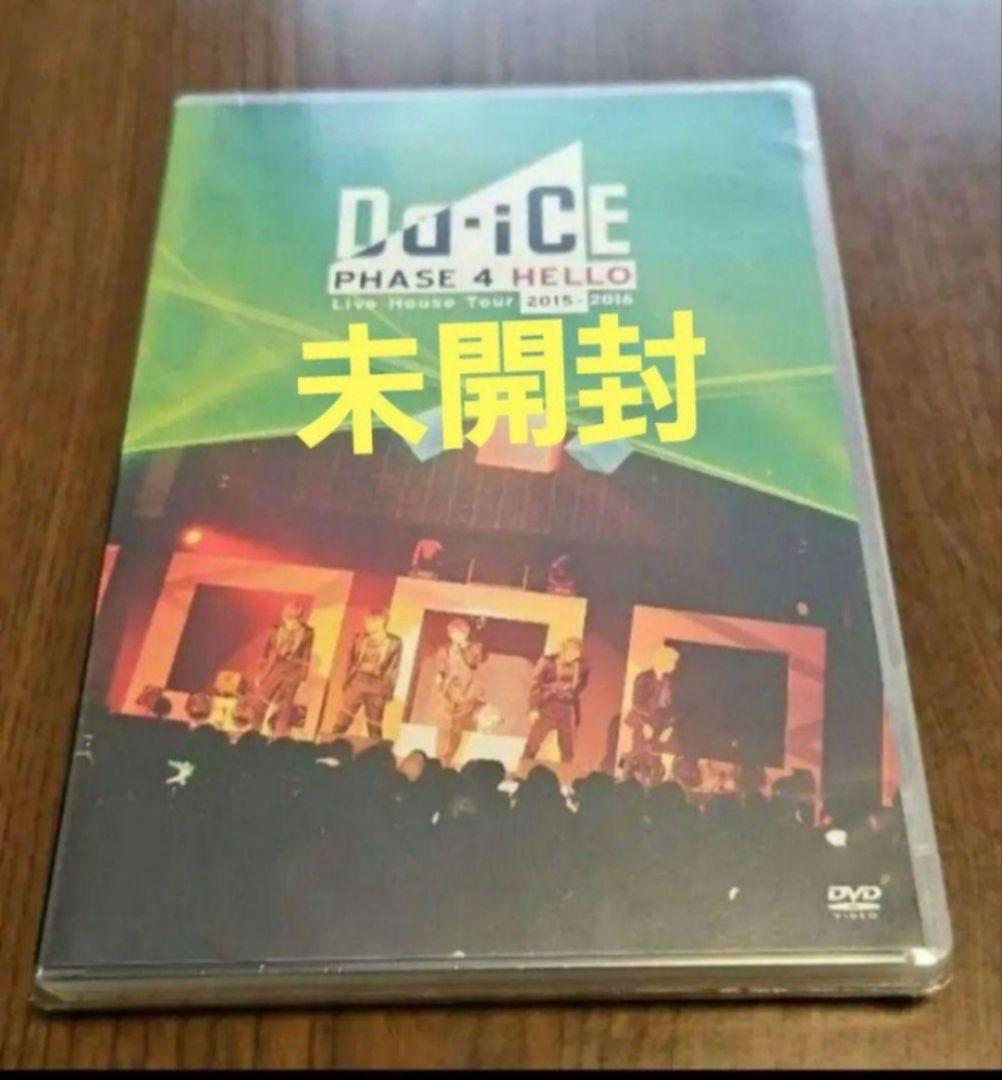 Da-iCE
PHASE 4 HELLO
Live House Tour 2015-2016
未開封
DVD
VIDEO